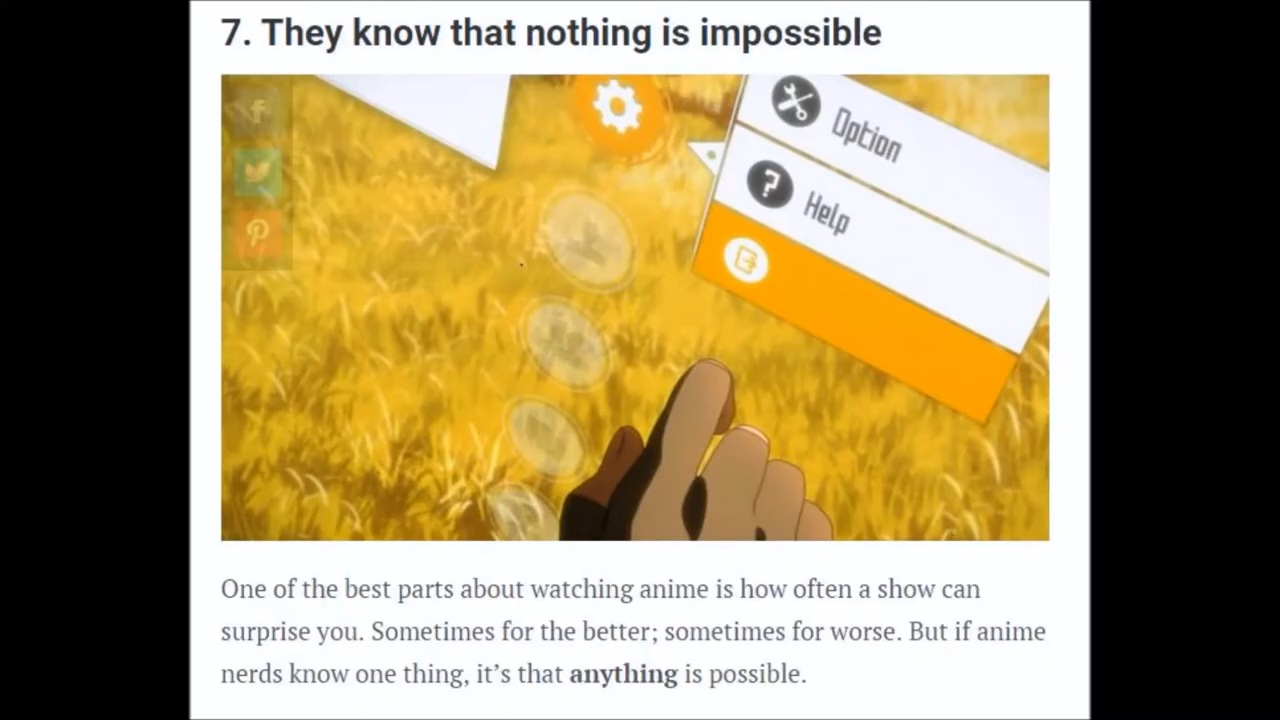 7. They know that nothing is impossible
Option
Help
One of the best parts about watching anime is how often a show can
surprise you. Sometimes for the better; sometimes for worse. But if anime
nerds know one thing, it’s that anything is possible.